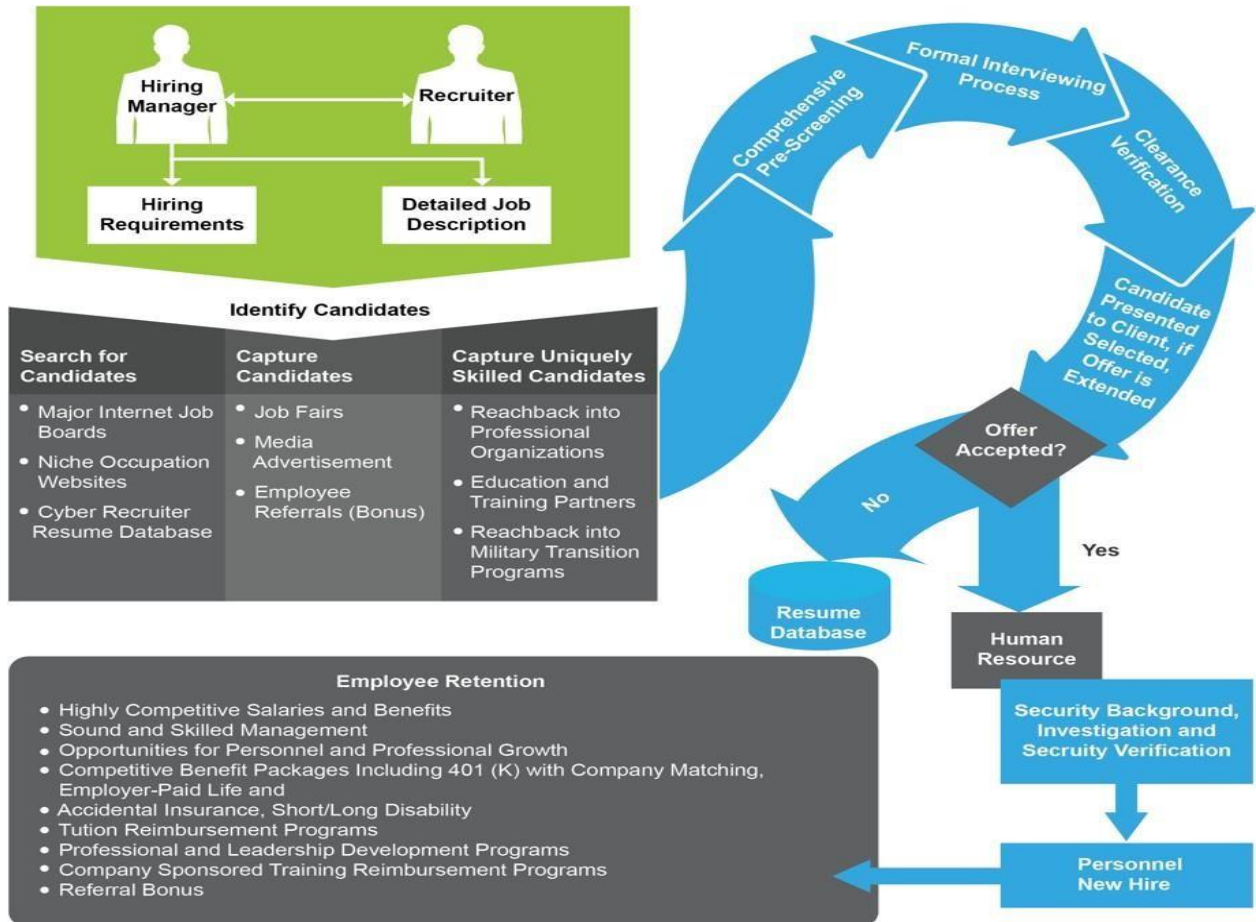 Hiring
Manager
Recruiter
Hiring
Requirements
Detailed Job
Description
Identify Candidates
Search for
Candidates
• Major Internet Job
Boards
• Niche Occupation
Websites
• Cyber Recruiter
Resume Database
Capture
Candidates
• Job Fairs
• Media
Advertisement
• Employee
Referrals (Bonus)
Capture Uniquely
Skilled Candidates
• Reachback into
Professional
Organizations
• Education and
Training Partners
• Reachback into
Military Transition
Programs
Comprehensive
Pre-Screening
Formal Interviewing
Process
Clearance
Verification
Candidate
Presented
to Client, if
Selected,
Offer is
Extended
Offer
Accepted?
No
Yes
Resume
Database
Human
Resource
Security Background,
Investigation and
Secruity Verification
Personnel
New Hire
Employee Retention
• Highly Competitive Salaries and Benefits
• Sound and Skilled Management
• Opportunities for Personnel and Professional Growth
• Competitive Benefit Packages Including 401 (K) with Company Matching,
Employer-Paid Life and
• Accidental Insurance, Short/Long Disability
• Tution Reimbursement Programs
• Professional and Leadership Development Programs
• Company Sponsored Training Reimbursement Programs
• Referral Bonus